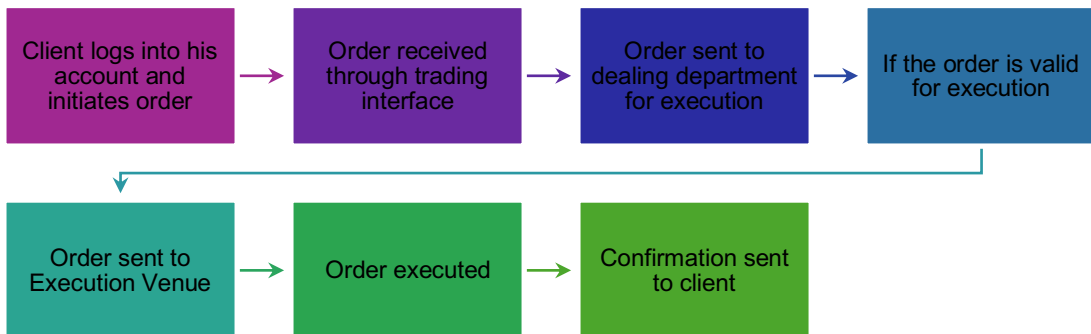 Client logs into his
account and
initiates order
Order received
through trading
interface
Order sent to
dealing department
for execution
If the order is valid
for execution
Order sent to
Execution Venue
Order executed
Confirmation sent
to client